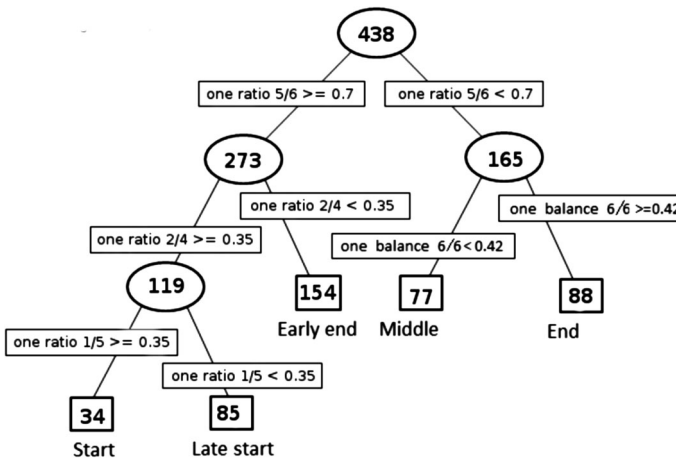 438
one ratio 5/6 >= 0.7
one ratio 5/6 < 0.7
273
165
one ratio 2/4 < 0.35
one balance 6/6 >=0.42
one ratio 2/4 >= 0.35
one balance 6/6<0.42
119
154
77
88
Early end
Middle
End
one ratio 1/5 >= 0.35
one ratio 1/5 < 0.35
34
85
Start
Late start